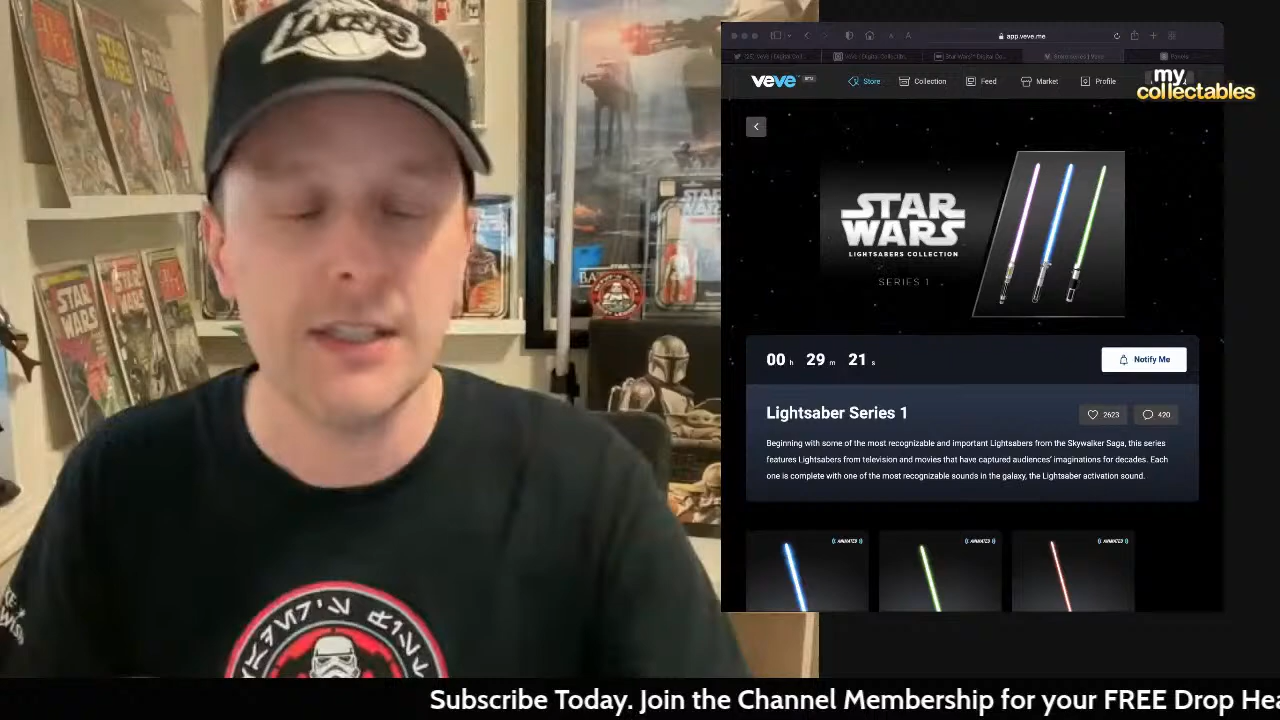 LAKERS
STAR WARS
STAR WARS
STAR WARS
app.veve.me
veve
Store
Collection
Feed
Market
Profile
my
collectables
STAR
WARS
LIGHTSABERS COLLECTION
SERIES 1
00 h 29 m 21 s
Notify Me
Lightsaber Series 1
2623
420
Beginning with some of the most recognizable and important Lightsabers from the Skywalker Saga, this series
features Lightsabers from television and movies that have captured audiences' imaginations for decades. Each
one is complete with one of the most recognizable sounds in the galaxy, the Lightsaber activation sound.
ANIMATED
ANIMATED
ANIMATED
Subscribe Today. Join the Channel Membership for your FREE Drop Hea